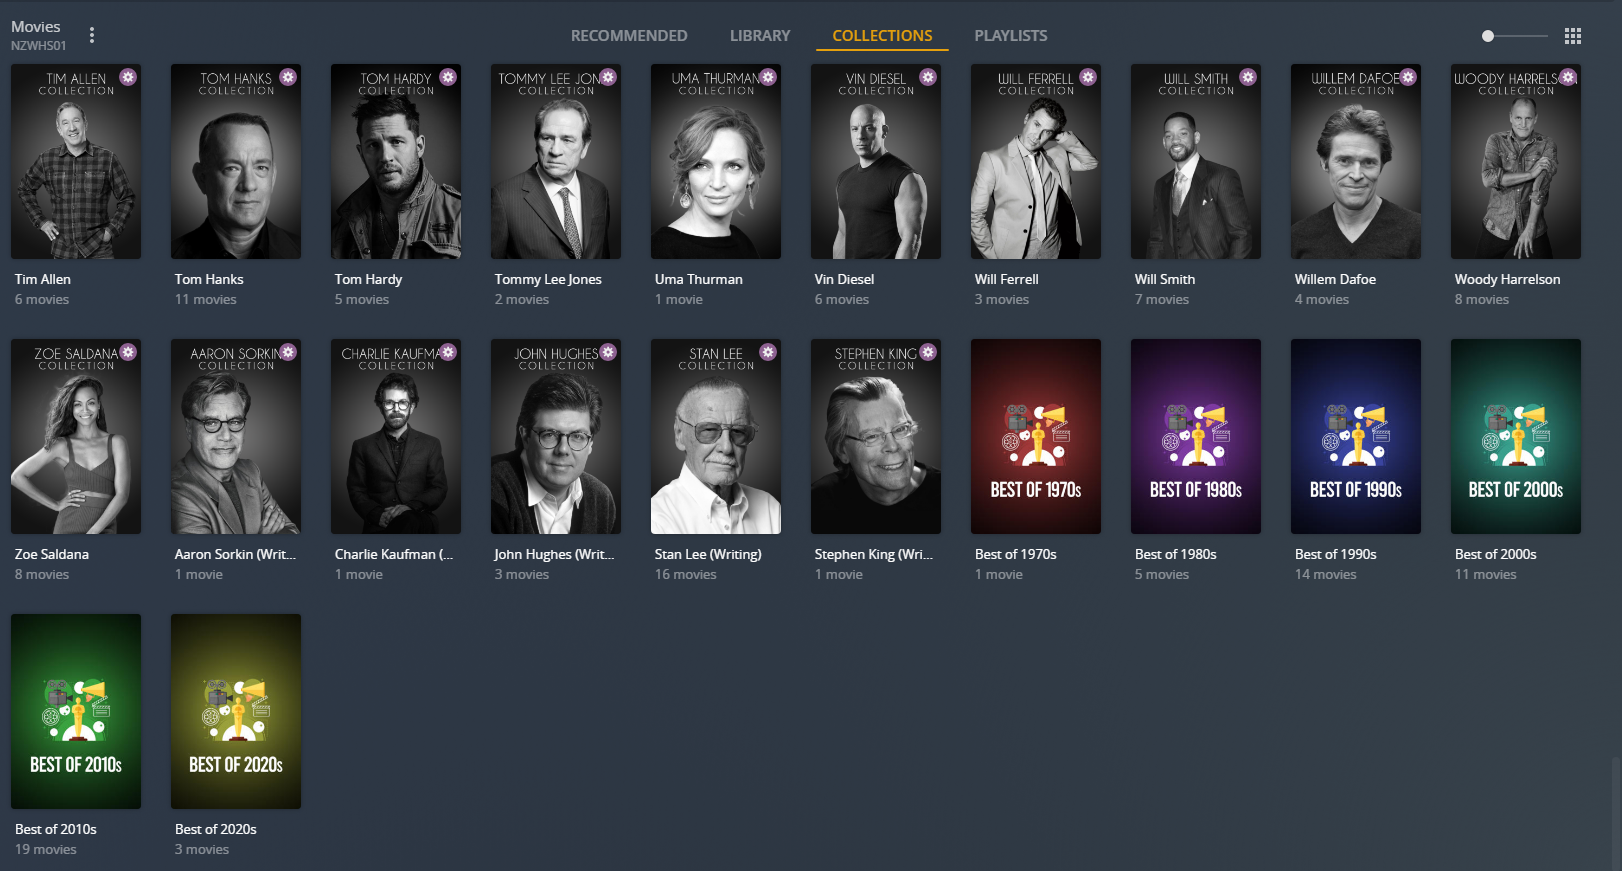 Movies
NZWHS01
RECOMMENDED LIBRARY COLLECTIONS PLAYLISTS
TIM ALLEN
COLLECTION
TOM HANKS
COLLECTION
TOM HARDY
COLLECTION
TOMMY LEE JON
COLLECTION
UMA THURMAN
COLLECTION
VIN DIESEL
COLLECTION
WILL FERRELL
COLLECTION
WILL SMITH
COLLECTION
WILLEM DAFOE
COLLECTION
WOODY HARRELSON
COLLECTION
Tim Allen
6 movies
Tom Hanks
11 movies
Tom Hardy
5 movies
Tommy Lee Jones
2 movies
Uma Thurman
1 movie
Vin Diesel
6 movies
Will Ferrell
3 movies
Will Smith
7 movies
Willem Dafoe
4 movies
Woody Harrelson
8 movies
ZOE SALDANA
COLLECTION
AARON SORKIN
COLLECTION
CHARLIE KAUFMA
COLLECTION
JOHN HUGHES
COLLECTION
STAN LEE
COLLECTION
STEPHEN KING
COLLECTION
BEST OF 1970s
BEST OF 1980s
BEST OF 1990s
BEST OF 2000s
Zoe Saldana
8 movies
Aaron Sorkin (Writ...
1 movie
Charlie Kaufman (...
1 movie
John Hughes (Writ...
3 movies
Stan Lee (Writing)
16 movies
Stephen King (Wri...
1 movie
Best of 1970s
1 movie
Best of 1980s
5 movies
Best of 1990s
14 movies
Best of 2000s
11 movies
BEST OF 2010s
BEST OF 2020s
Best of 2010s
19 movies
Best of 2020s
3 movies